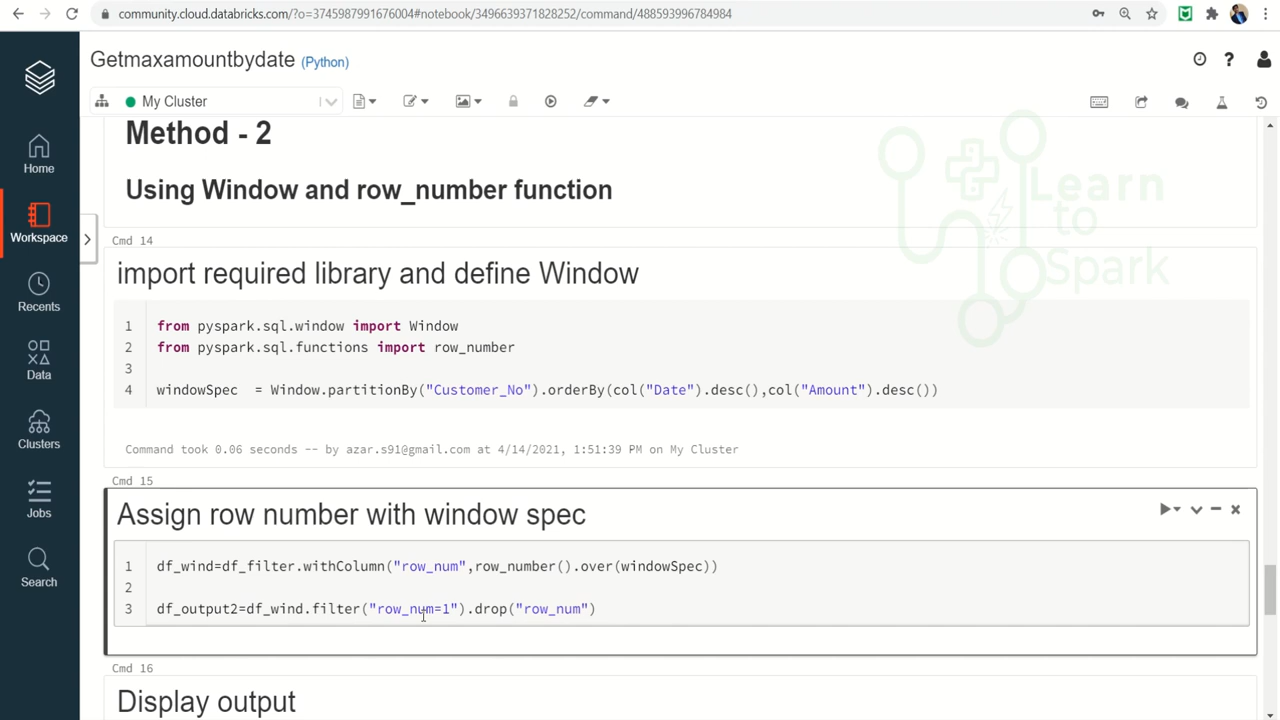 community.cloud.databricks.com/?o=3745987991676004#notebook/3496639371828252/command/488593996784984
Getmaxamountbydate (Python)
My Cluster
Home
Workspace
Recents
Data
Clusters
Jobs
Search
Learn
to
Spark
Method - 2
Using Window and row_number function
Cmd 14
import required library and define Window
1 from pyspark.sql.window import Window
2 from pyspark.sql.functions import row_number
3
4 windowSpec  = Window.partitionBy("Customer_No").orderBy(col("Date").desc(),col("Amount").desc())
Command took 0.06 seconds -- by azar.s91@gmail.com at 4/14/2021, 1:51:39 PM on My Cluster
Cmd 15
Assign row number with window spec
1 df_wind=df_filter.withColumn("row_num",row_number().over(windowSpec))
2
3 df_output2=df_wind.filter("row_num=1").drop("row_num")
Cmd 16
Display output